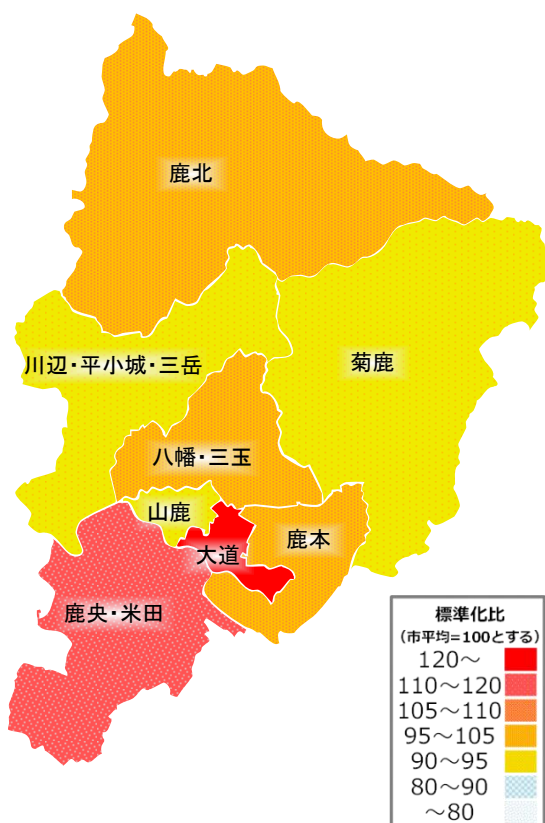 鹿北
川辺・平小城・三岳
菊鹿
八幡・三玉
山鹿
大道
鹿本
鹿央・米田
標準化比
(市平均=100とする)
120～
110～120
105～110
95～105
90～95
80～90
～80